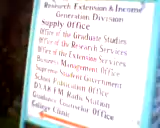 Research Extension & Income
Generation Division
Supply Office
Office of the Graduate Studies
Office of the Research Services
Office of the Extension Services
Business Management Office
Supreme Student Government
School Publication Office
FM Radio Station
Guidance Counselor Office
College Clinic